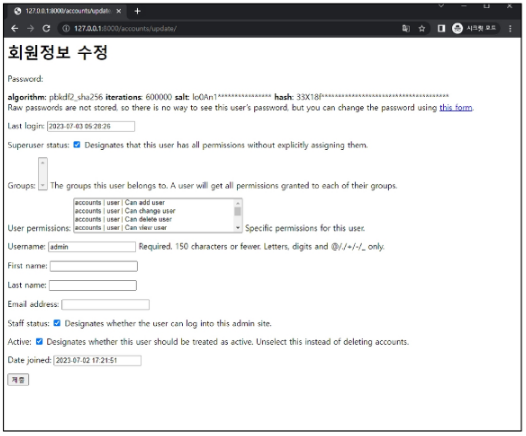 127.0.0.1:8000/accounts/update
127.0.0.1:8000/accounts/update/
시크릿 모드
회원정보 수정
Password:
algorithm: pbkdf2_sha256 iterations: 600000 salt: Io0An1**************** hash: 33X18f**************************************
Raw passwords are not stored, so there is no way to see this user's password, but you can change the password using this form.
Last login: 2023-07-03 05:28:26
Superuser status: Designates that this user has all permissions without explicitly assigning them.
Groups: The groups this user belongs to. A user will get all permissions granted to each of their groups.
accounts | user | Can add user
accounts | user | Can change user
accounts | user | Can delete user
accounts | user | Can view user
User permissions: Specific permissions for this user.
Username: admin Required. 150 characters or fewer. Letters, digits and @/./+/-/_ only.
First name:
Last name:
Email address:
Staff status: Designates whether the user can log into this admin site.
Active: Designates whether this user should be treated as active. Unselect this instead of deleting accounts.
Date joined: 2023-07-02 17:21:51
제출